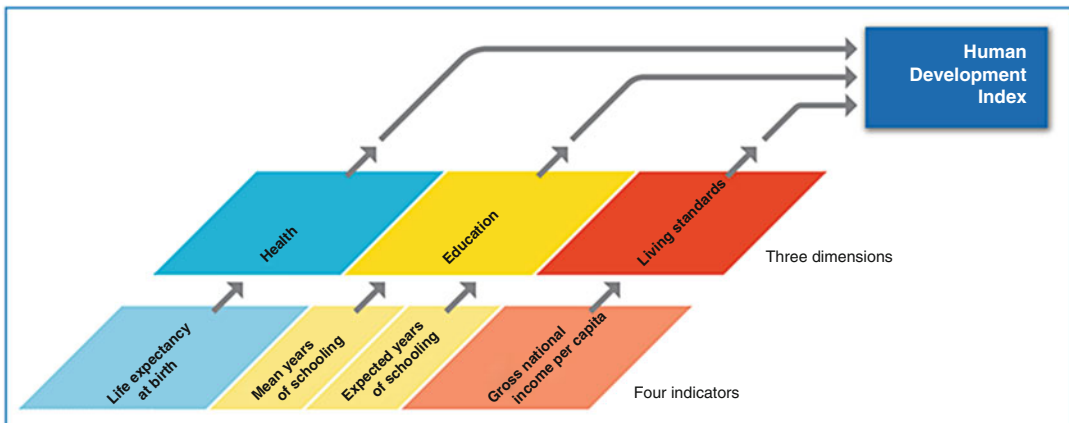 Human
Development
Index
Health
Education
Living standards
Three dimensions
Life expectancy
at birth
Mean years
of schooling
Expected years
of schooling
Gross national
income per capita
Four indicators